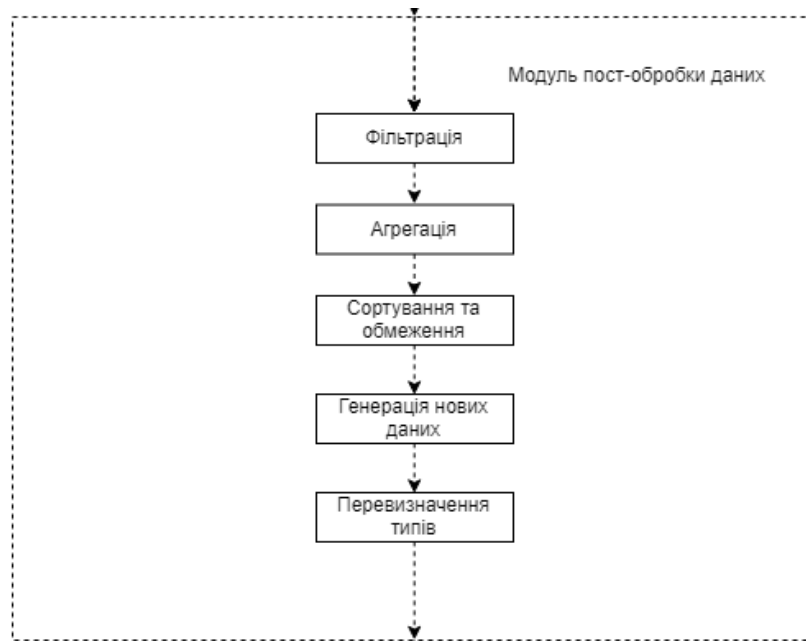 Модуль пост-обробки даних
Фільтрація
Агрегація
Сортування та
обмеження
Генерація нових
даних
Перевизначення
типів